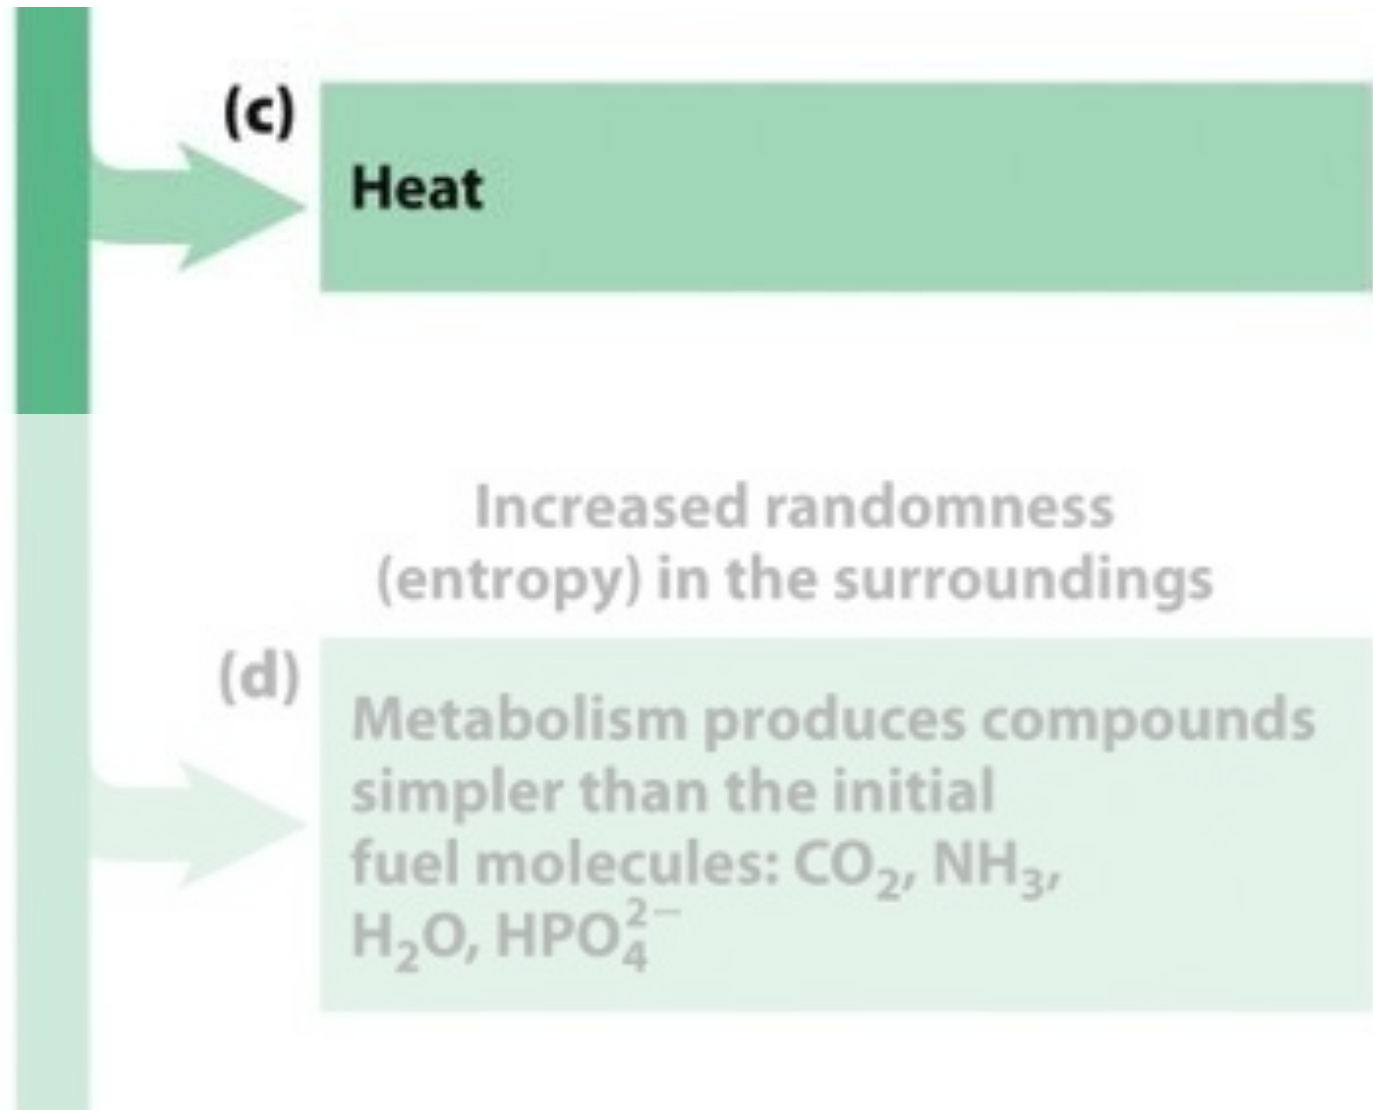 (c)
Heat
Increased randomness
(entropy) in the surroundings
(d)
Metabolism produces compounds
simpler than the initial
fuel molecules: CO₂, NH₃,
H₂O, HPO₄²⁻